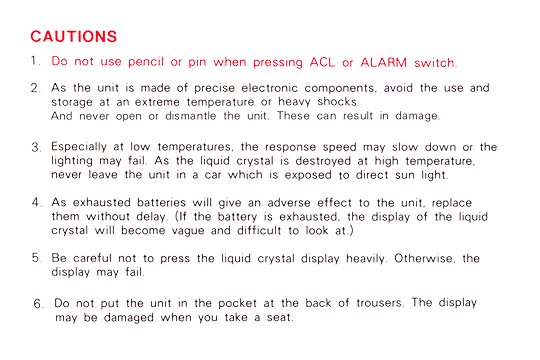 CAUTIONS
1. Do not use pencil or pin when pressing ACL or ALARM switch.
2. As the unit is made of precise electronic components, avoid the use and
storage at an extreme temperature or heavy shocks.
And never open or dismantle the unit. These can result in damage.
3. Especially at low temperatures, the response speed may slow down or the
lighting may fail. As the liquid crystal is destroyed at high temperature,
never leave the unit in a car which is exposed to direct sun light.
4. As exhausted batteries will give an adverse effect to the unit, replace
them without delay. (If the battery is exhausted, the display of the liquid
crystal will become vague and difficult to look at.)
5. Be careful not to press the liquid crystal display heavily. Otherwise, the
display may fail.
6. Do not put the unit in the pocket at the back of trousers. The display
may be damaged when you take a seat.